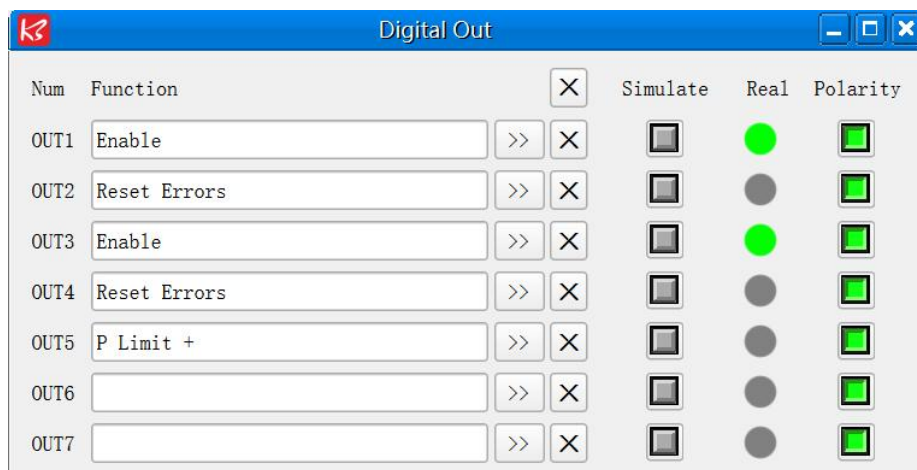 Digital Out
Num Function X Simulate Real Polarity
OUT1 Enable >> X
OUT2 Reset Errors >> X
OUT3 Enable >> X
OUT4 Reset Errors >> X
OUT5 P Limit + >> X
OUT6 >> X
OUT7 >> X